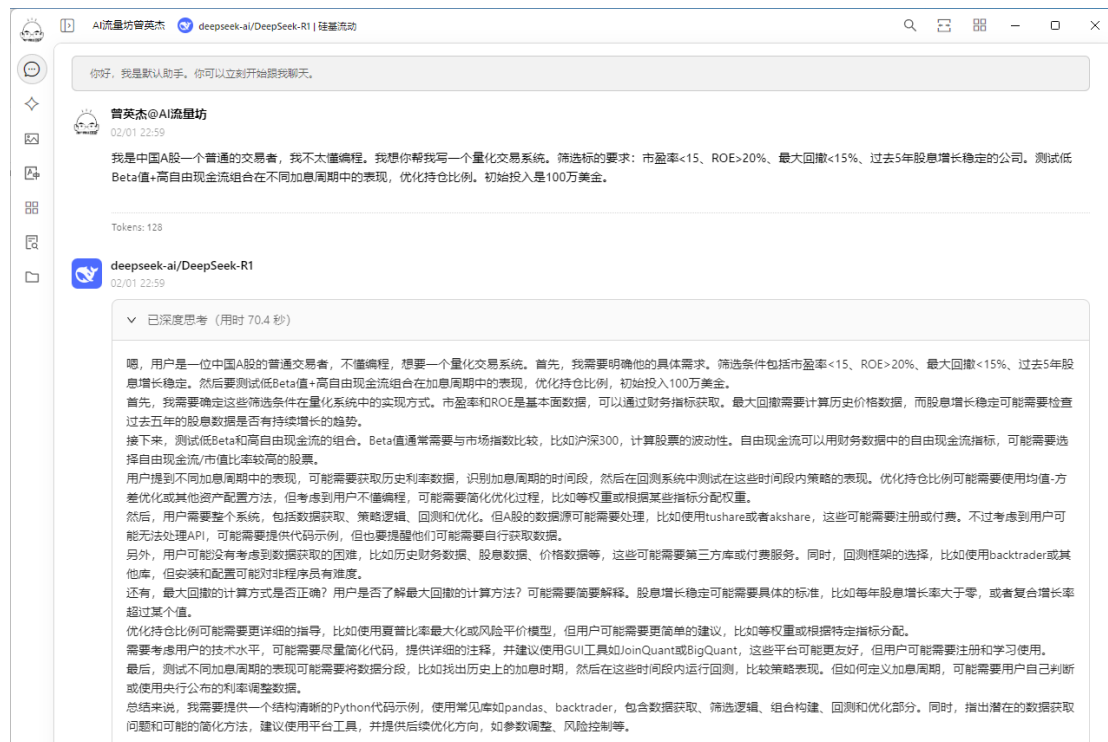 AI流量坊曾英杰 deepseek-ai/DeepSeek-R1 | 硅基流动
你好，我是默认助手。你可以立刻开始跟我聊天。
曾英杰@AI流量坊
02/01 22:59
我是中国A股一个普通的交易者，我不太懂编程。我想你帮我写一个量化交易系统。筛选标的要求：市盈率<15、ROE>20%、最大回撤<15%、过去5年股息增长稳定的公司。测试低
Beta值+高自由现金流组合在不同加息周期中的表现，优化持仓比例。初始投入是100万美金。
Tokens: 128
deepseek-ai/DeepSeek-R1
02/01 22:59
已深度思考（用时 70.4 秒）
嗯，用户是一位中国A股的普通交易者，不懂编程，想要一个量化交易系统。首先，我需要明确他的具体需求。筛选条件包括市盈率<15、ROE>20%、最大回撤<15%、过去5年股
息增长稳定。然后要测试低Beta值+高自由现金流组合在加息周期中的表现，优化持仓比例，初始投入100万美金。
首先，我需要确定这些筛选条件在量化系统中的实现方式。市盈率和ROE是基本面数据，可以通过财务指标获取。最大回撤需要计算历史价格数据，而股息增长稳定可能需要检查
过去五年的股息数据是否有持续增长的趋势。
接下来，测试低Beta和高自由现金流的组合。Beta值通常需要与市场指数比较，比如沪深300，计算股票的波动性。自由现金流可以用财务数据中的自由现金流指标，可能需要选
择自由现金流/市值比率较高的股票。
用户提到不同加息周期中的表现，可能需要获取历史利率数据，识别加息周期的时间段，然后在回测系统中测试在这些时间段内策略的表现。优化持仓比例可能需要使用均值-方
差优化或其他资产配置方法，但考虑到用户不懂编程，可能需要简化优化过程，比如等权重或根据某些指标分配权重。
然后，用户需要整个系统，包括数据获取、策略逻辑、回测和优化。但A股的数据源可能需要处理，比如使用tushare或者akshare，这些可能需要注册或付费。不过考虑到用户可
能无法处理API，可能需要提供代码示例，但也要提醒他们可能需要自行获取数据。
另外，用户可能没有考虑到数据获取的困难，比如历史财务数据、股息数据、价格数据等，这些可能需要第三方库或付费服务。同时，回测框架的选择，比如使用backtrader或其
他库，但安装和配置可能对非程序员有难度。
还有，最大回撤的计算方式是否正确？用户是否了解最大回撤的计算方法？可能需要简要解释。股息增长稳定可能需要具体的标准，比如每年股息增长率大于零，或者复合增长率
超过某个值。
优化持仓比例可能需要更详细的指导，比如使用夏普比率最大化或风险平价模型，但用户可能需要更简单的建议，比如等权重或根据特定指标分配。
需要考虑用户的技术水平，可能需要尽量简化代码，提供详细的注释，并建议使用GUI工具如JoinQuant或BigQuant，这些平台可能更友好，但用户可能需要注册和学习使用。
最后，测试不同加息周期的表现可能需要将数据分段，比如找出历史上的加息时期，然后在这些时间段内运行回测，比较策略表现。但如何定义加息周期，可能需要用户自己判断
或使用央行公布的利率调整数据。
总结来说，我需要提供一个结构清晰的Python代码示例，使用常见库如pandas、backtrader，包含数据获取、筛选逻辑、组合构建、回测和优化部分。同时，指出潜在的数据获取
问题和可能的简化方法，建议使用平台工具，并提供后续优化方向，如参数调整、风险控制等。